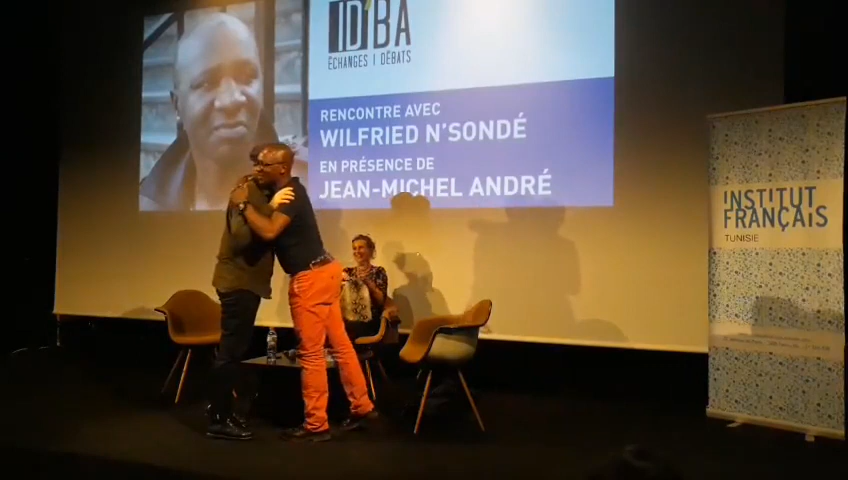 ID'BA
ÉCHANGES I DÉBATS
RENCONTRE AVEC
WILFRIED N'SONDÉ
EN PRÉSENCE DE
JEAN-MICHEL ANDRÉ
INSTITUT
FRANÇAIS
TUNISIE